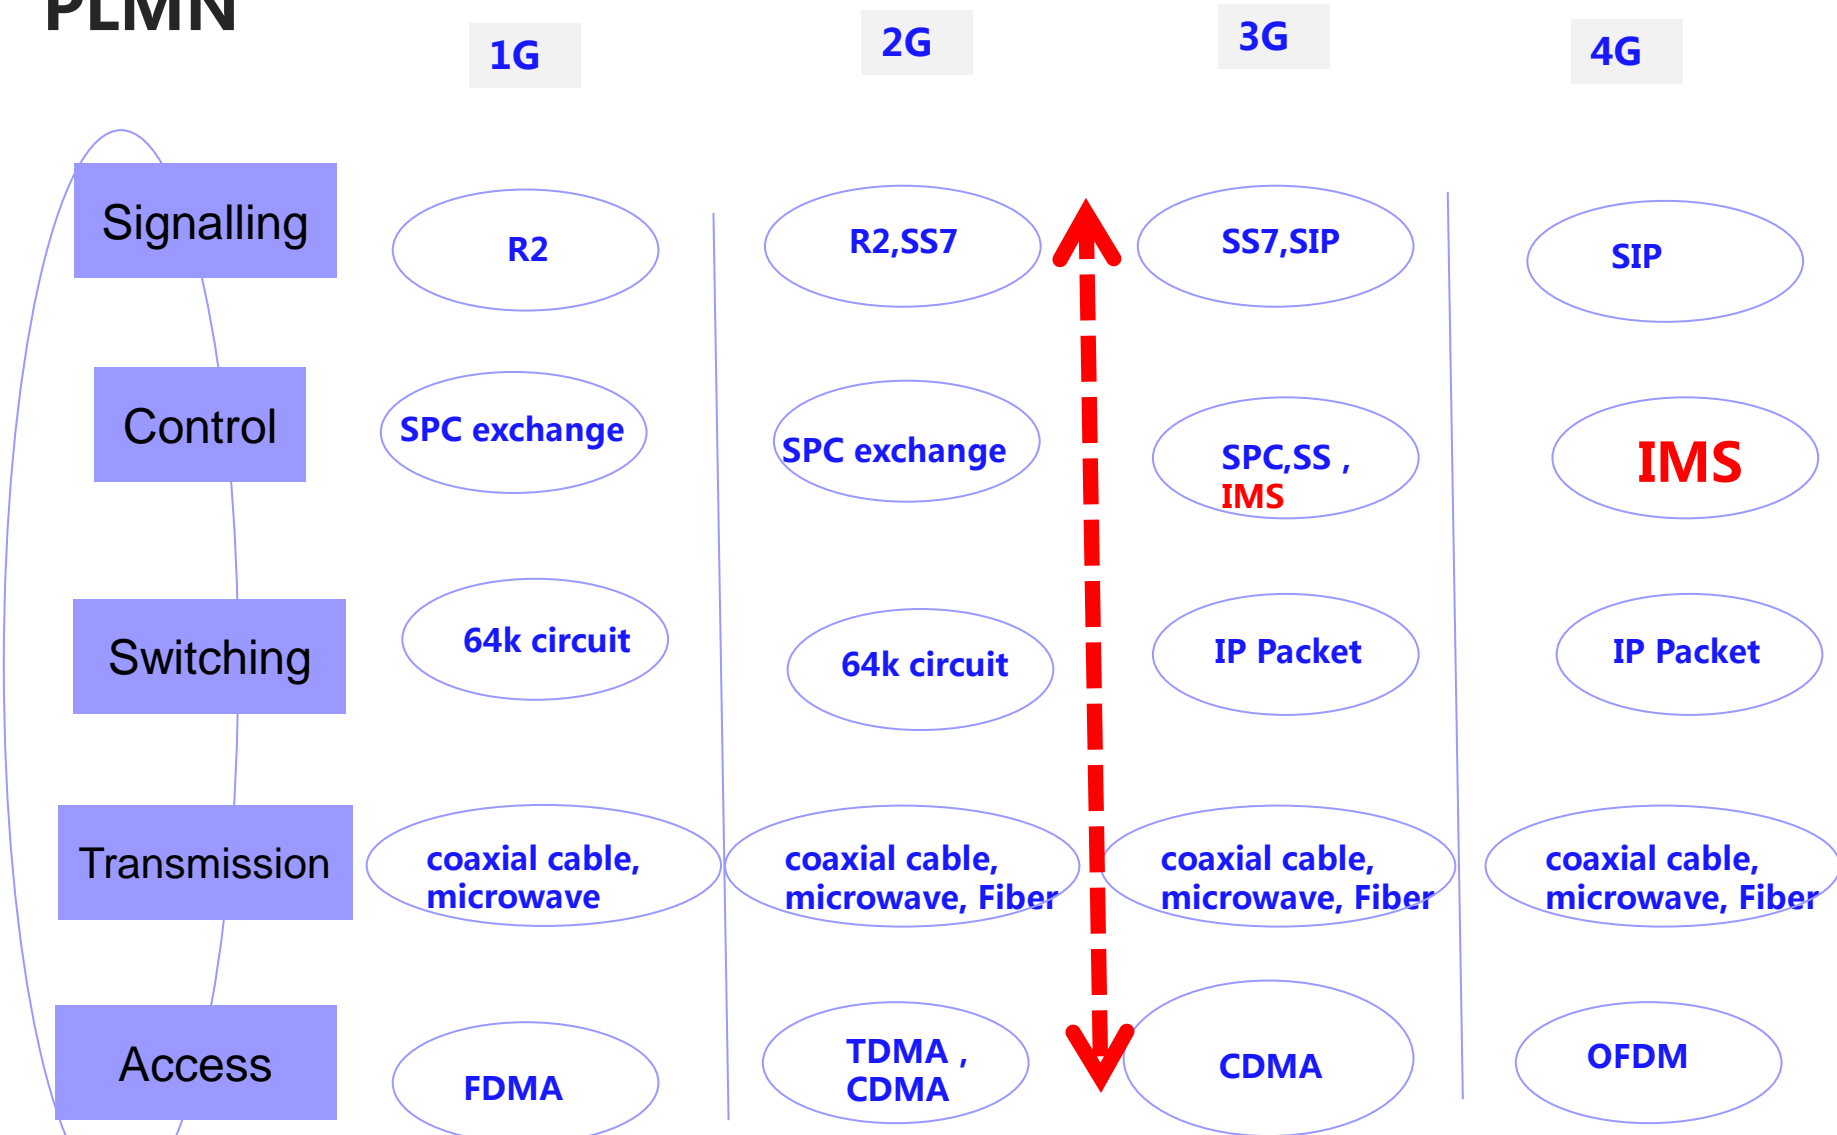 PLMN
1G
2G
3G
4G
Signalling
R2
R2,SS7
SS7,SIP
SIP
Control
SPC exchange
SPC exchange
SPC,SS ,
IMS
IMS
Switching
64k circuit
64k circuit
IP Packet
IP Packet
Transmission
coaxial cable,
microwave
coaxial cable,
microwave, Fiber
coaxial cable,
microwave, Fiber
coaxial cable,
microwave, Fiber
Access
FDMA
TDMA ,
CDMA
CDMA
OFDM